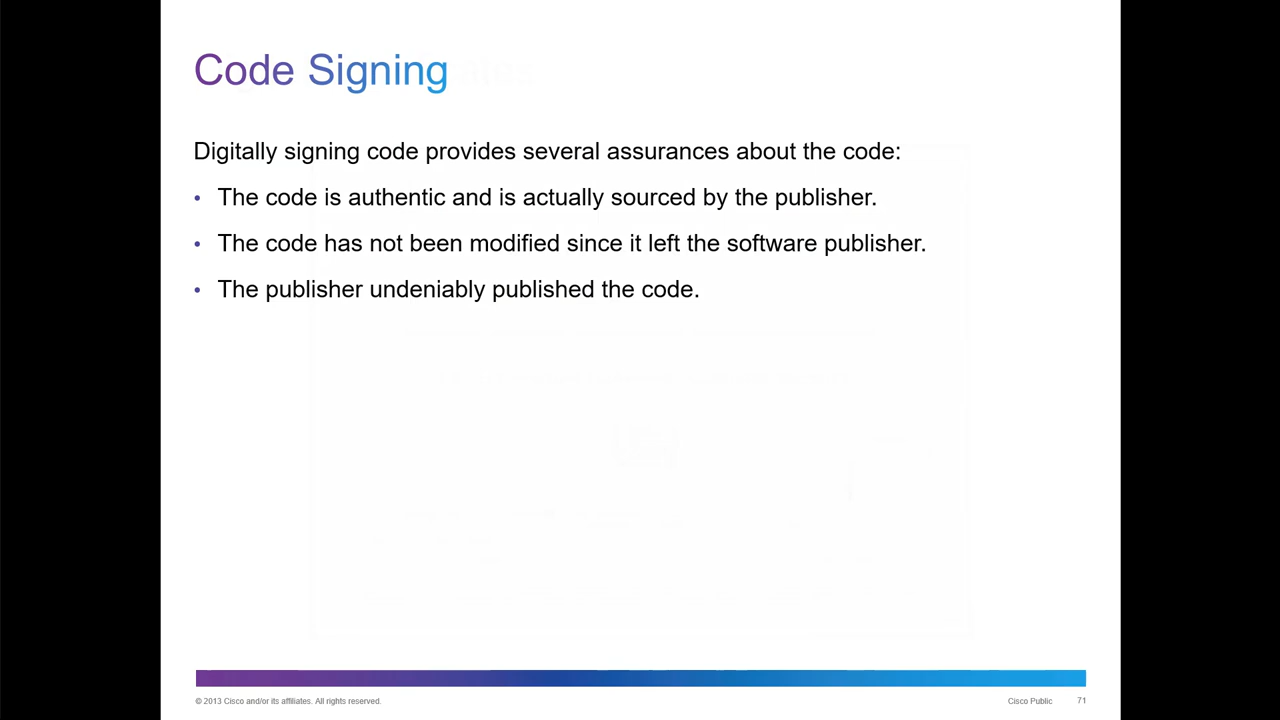 Code Signing
Digitally signing code provides several assurances about the code:
• The code is authentic and is actually sourced by the publisher.
• The code has not been modified since it left the software publisher.
• The publisher undeniably published the code.
© 2013 Cisco and/or its affiliates. All rights reserved.
Cisco Public 71